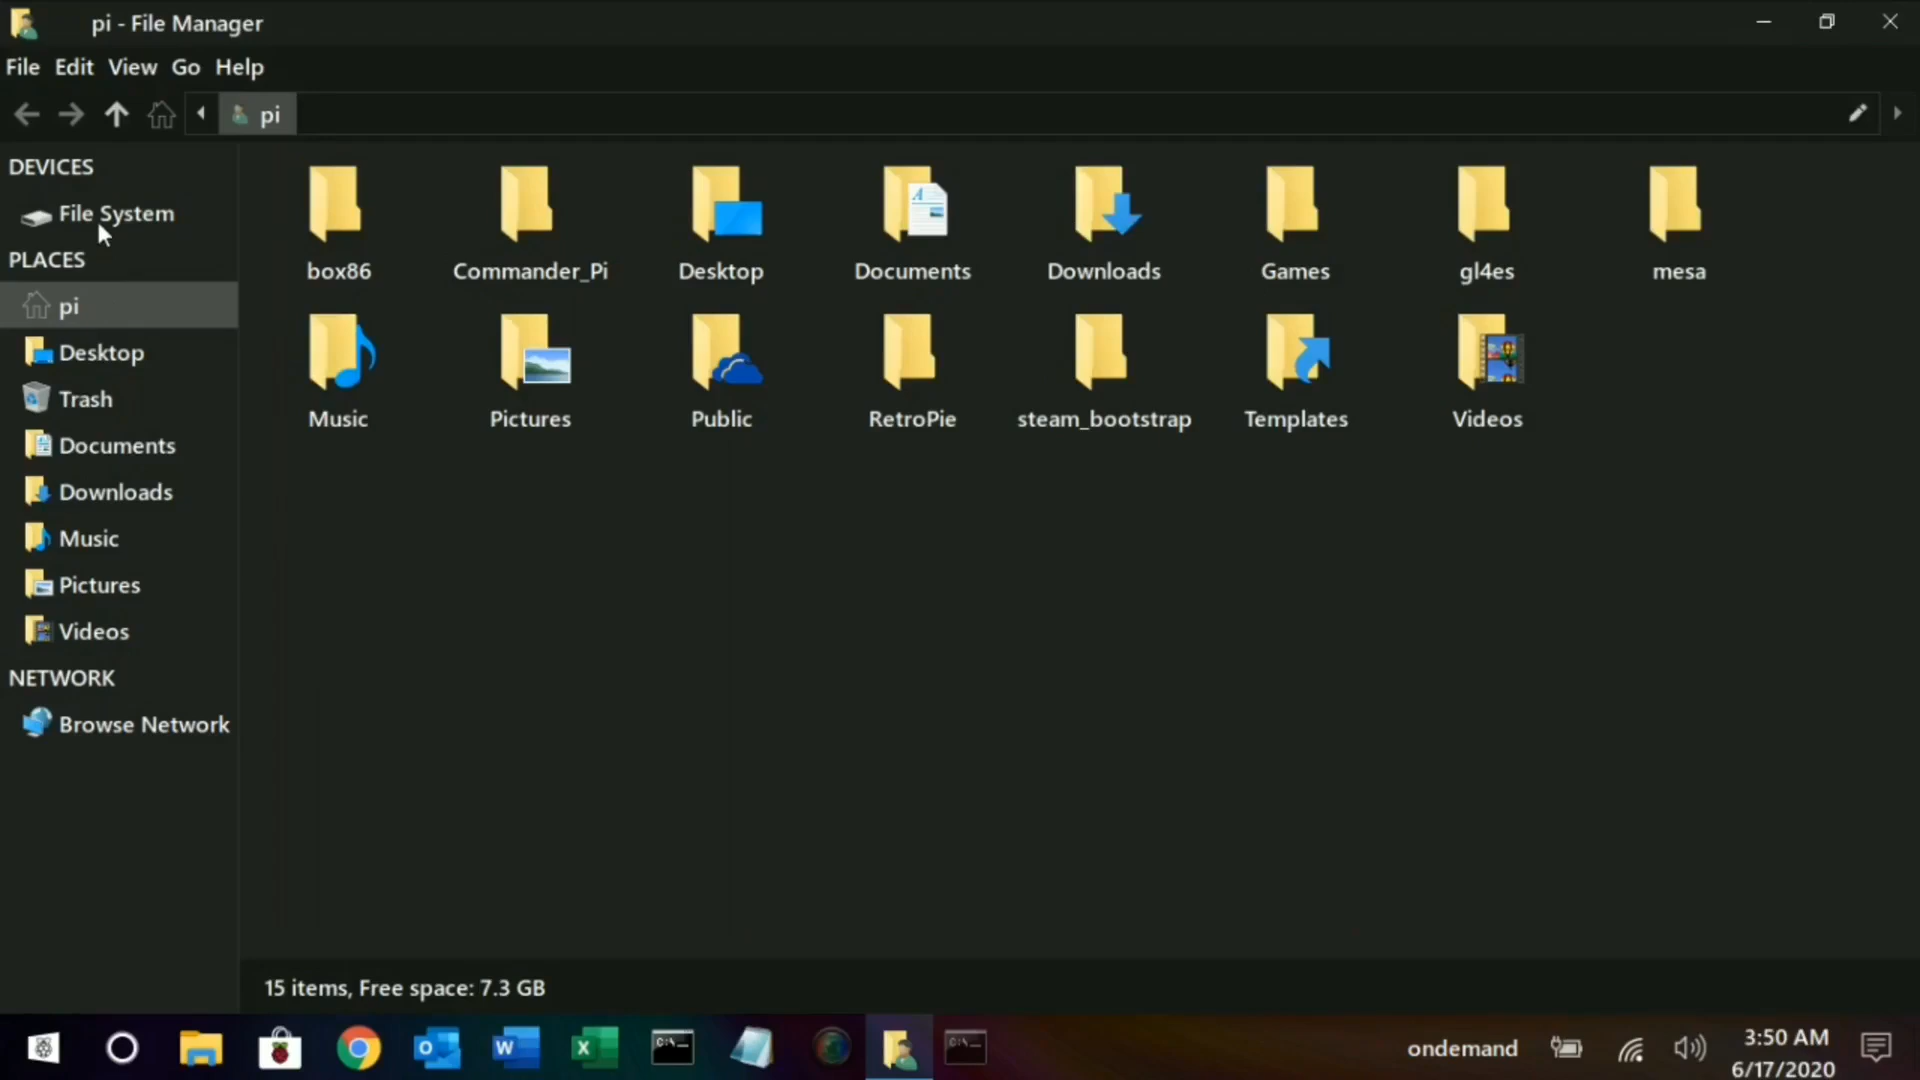 pi - File Manager
File Edit View Go Help
pi
DEVICES
File System
PLACES
pi
Desktop
Trash
Documents
Downloads
Music
Pictures
Videos
NETWORK
Browse Network
box86 Commander_Pi Desktop Documents Downloads Games gl4es mesa
Music Pictures Public RetroPie steam_bootstrap Templates Videos
15 items, Free space: 7.3 GB
ondemand
3:50 AM
6/17/2020